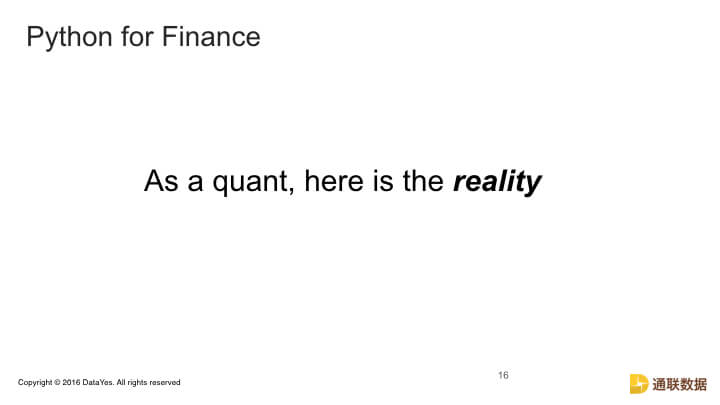 Python for Finance
As a quant, here is the reality
Copyright © 2016 DataYes. All rights reserved
16
通联数据